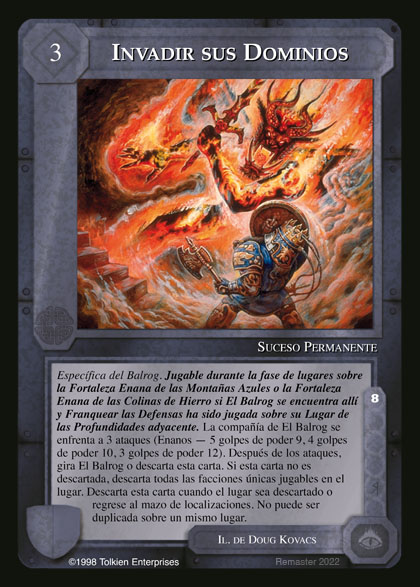 3
INVADIR SUS DOMINIOS
SUCESO PERMANENTE
Específica del Balrog. Jugable durante la fase de lugares sobre
la Fortaleza Enana de las Montañas Azules o la Fortaleza
Enana de las Colinas de Hierro si El Balrog se encuentra allí
y Franquear las Defensas ha sido jugada sobre su Lugar de
las Profundidades adyacente. La compañía de El Balrog se
enfrenta a 3 ataques (Enanos — 5 golpes de poder 9, 4 golpes
de poder 10, 3 golpes de poder 12). Después de los ataques,
gira El Balrog o descarta esta carta. Si esta carta no es
descartada, descarta todas las facciones únicas jugables en el
lugar. Descarta esta carta cuando el lugar sea descartado o
regrese al mazo de localizaciones. No puede ser
duplicada sobre un mismo lugar.
8
IL. DE DOUG KOVACS
©1998 Tolkien Enterprises
Remaster 2022